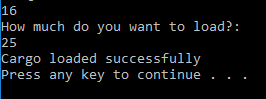 16
How much do you want to load?:
25
Cargo loaded successfully
Press any key to continue . . .